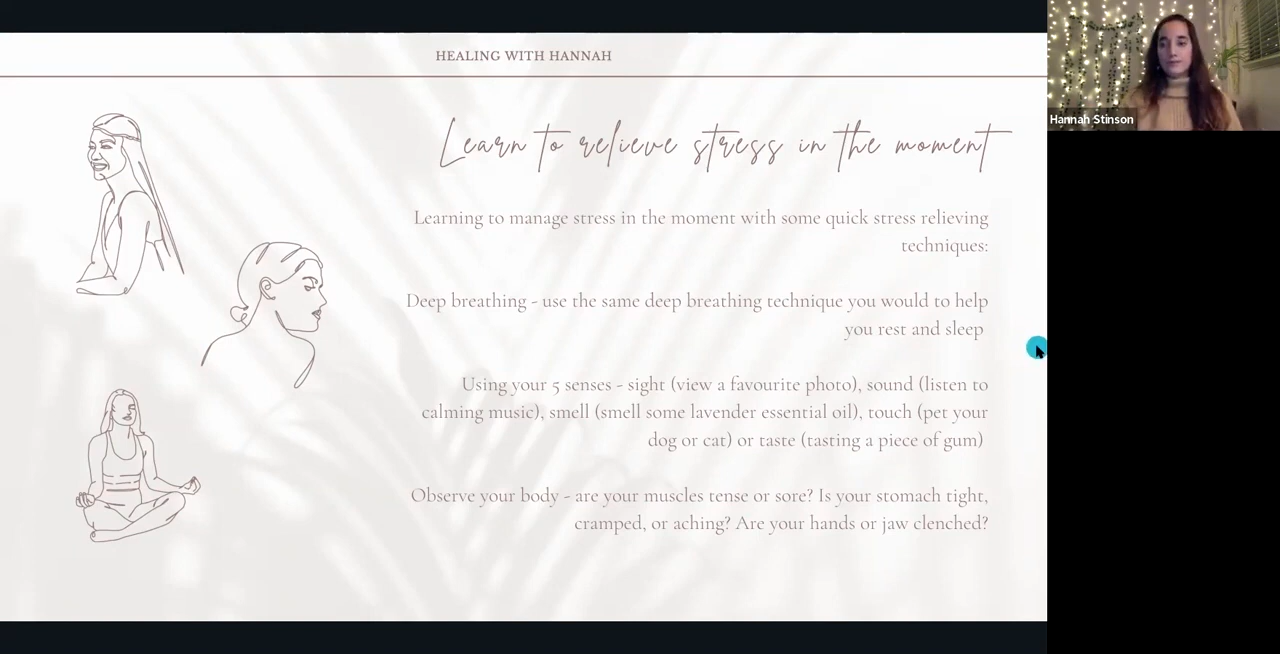 HEALING WITH HANNAH
Hannah Stinson
Learn to relieve stress in the moment
Learning to manage stress in the moment with some quick stress relieving
techniques:
Deep breathing - use the same deep breathing technique you would to help
you rest and sleep
Using your 5 senses - sight (view a favourite photo), sound (listen to
calming music), smell (smell some lavender essential oil), touch (pet your
dog or cat) or taste (tasting a piece of gum)
Observe your body - are your muscles tense or sore? Is your stomach tight,
cramped, or aching? Are your hands or jaw clenched?